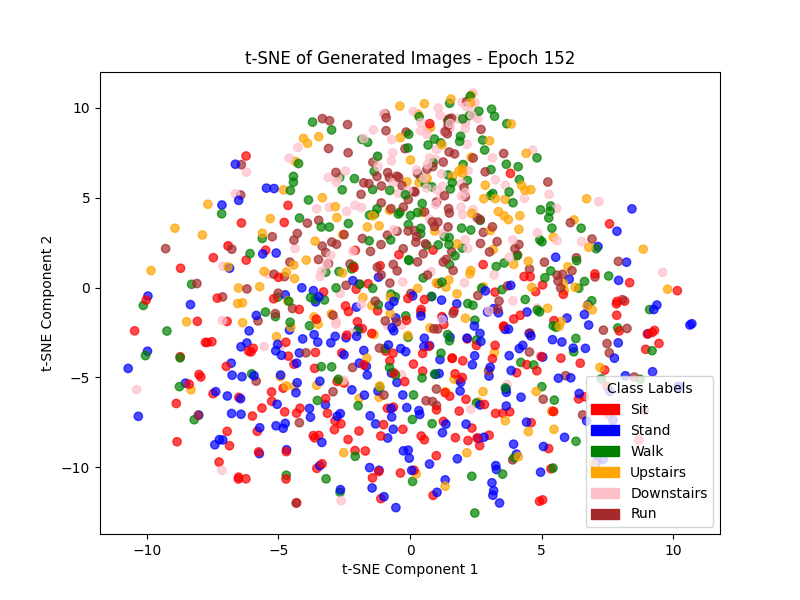 t-SNE of Generated Images - Epoch 152
10
5
0
−5
−10
t-SNE Component 2
−10
−5
0
5
10
t-SNE Component 1
Class Labels
Sit
Stand
Walk
Upstairs
Downstairs
Run